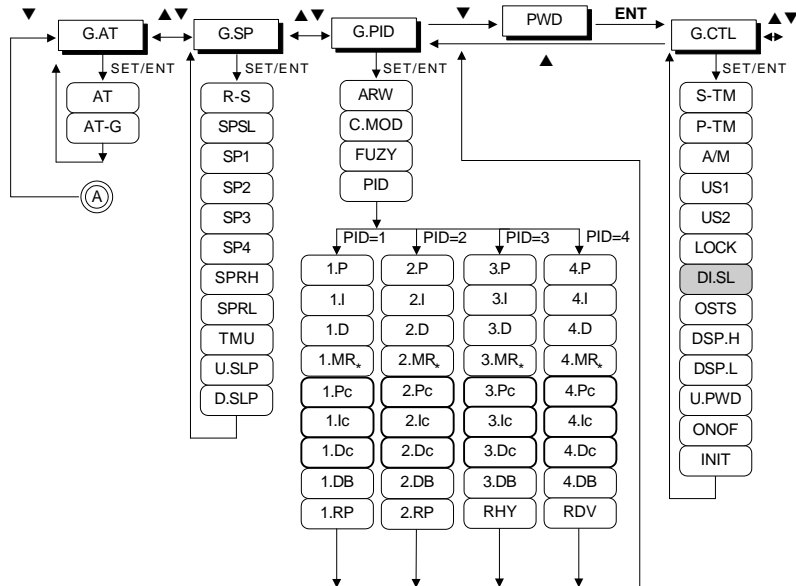 ▼ G.AT ▲▼ G.SP ▲▼ G.PID ▼ PWD ENT G.CTL ▲▼
▲
SET/ENT SET/ENT SET/ENT SET/ENT
AT
AT-G
A
R-S
SPSL
SP1
SP2
SP3
SP4
SPRH
SPRL
TMU
U.SLP
D.SLP
ARW
C.MOD
FUZY
PID
PID=1 PID=2 PID=3 PID=4
1.P 2.P 3.P 4.P
1.I 2.I 3.I 4.I
1.D 2.D 3.D 4.D
1.MR* 2.MR* 3.MR* 4.MR*
1.Pc 2.Pc 3.Pc 4.Pc
1.Ic 2.Ic 3.Ic 4.Ic
1.Dc 2.Dc 3.Dc 4.Dc
1.DB 2.DB 3.DB 4.DB
1.RP 2.RP RHY RDV
S-TM
P-TM
A/M
US1
US2
LOCK
DI.SL
OSTS
DSP.H
DSP.L
U.PWD
ONOF
INIT